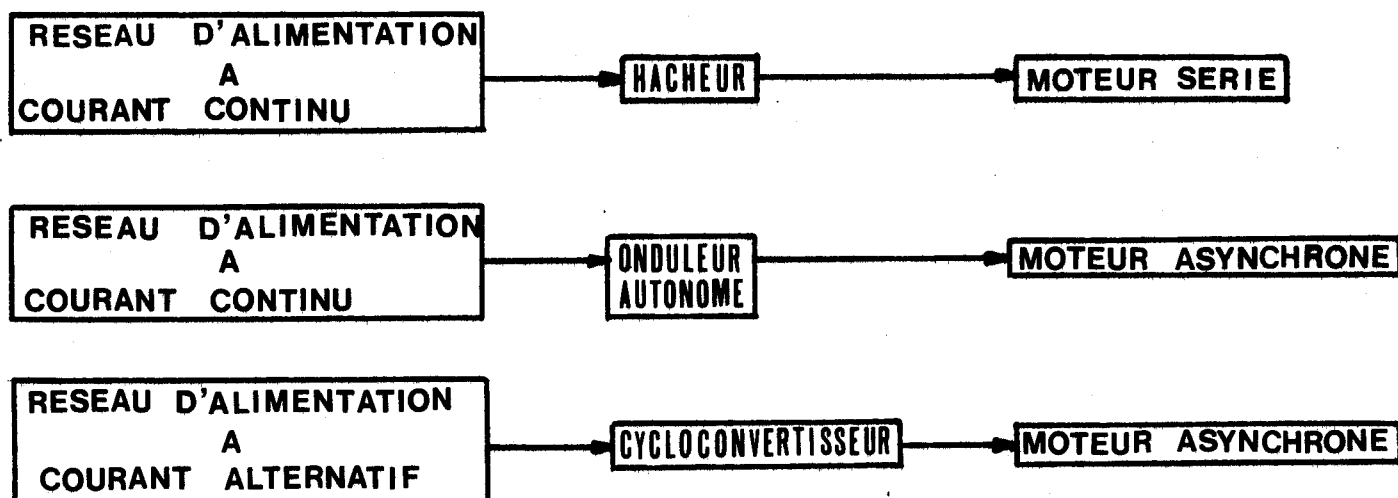 RESEAU D'ALIMENTATION
A
COURANT CONTINU
HACHEUR
MOTEUR SERIE
RESEAU D'ALIMENTATION
A
COURANT CONTINU
ONDULEUR
AUTONOME
MOTEUR ASYNCHRONE
RESEAU D'ALIMENTATION
A
COURANT ALTERNATIF
CYCLOCONVERTISSEUR
MOTEUR ASYNCHRONE